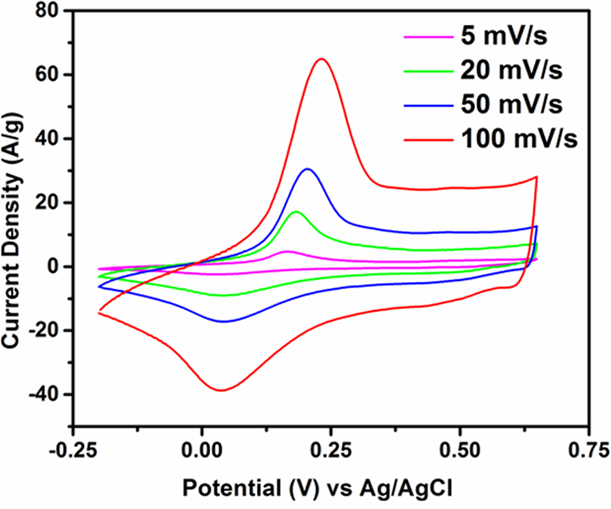 80
60
40
20
0
-20
-40
Current Density (A/g)
5 mV/s
20 mV/s
50 mV/s
100 mV/s
-0.25
0.00
0.25
0.50
0.75
Potential (V) vs Ag/AgCl